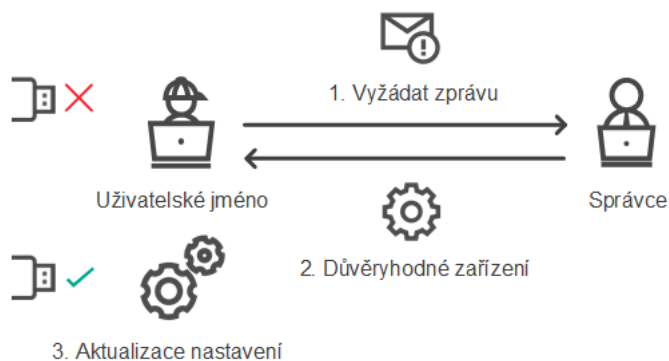 1. Vyžádat zprávu
Uživatelské jméno
Správce
2. Důvěryhodné zařízení
3. Aktualizace nastavení